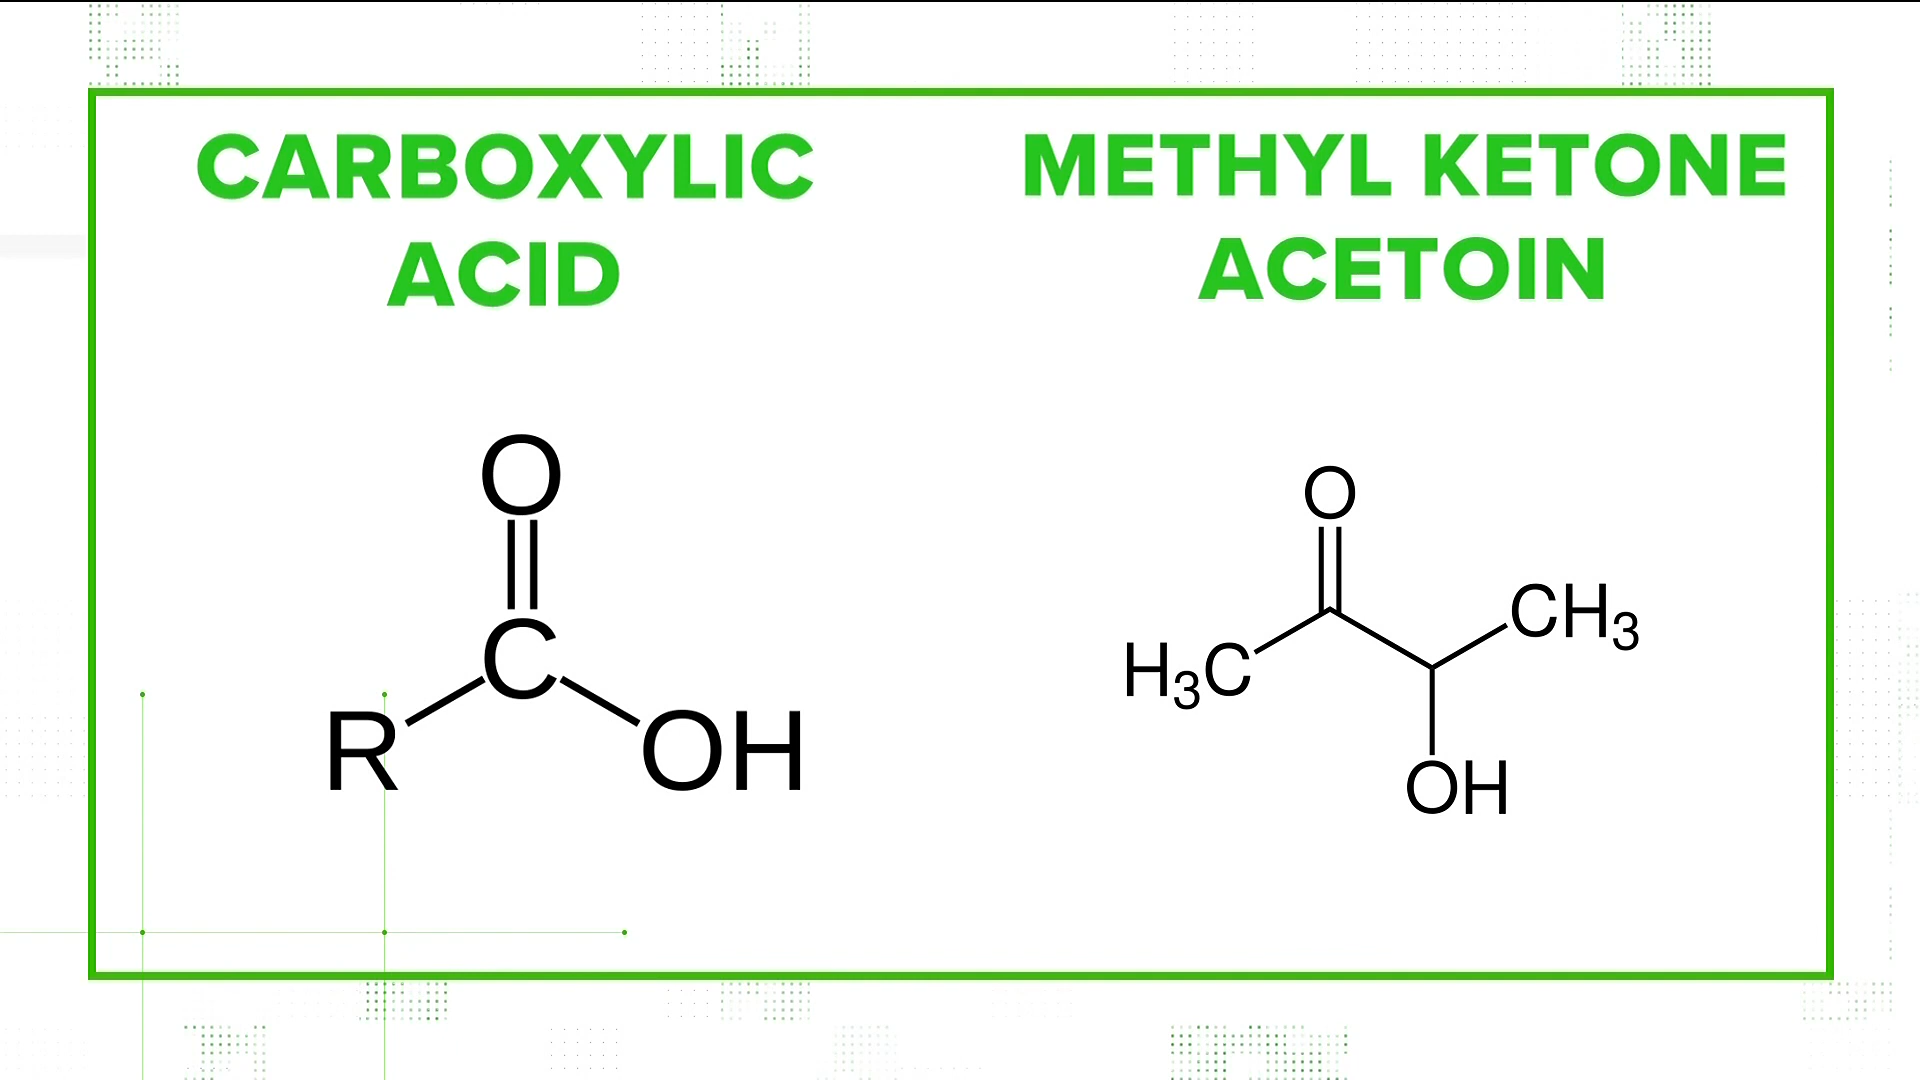 CARBOXYLIC
ACID
METHYL KETONE
ACETOIN
O
C
R
OH
O
H₃C
CH₃
OH